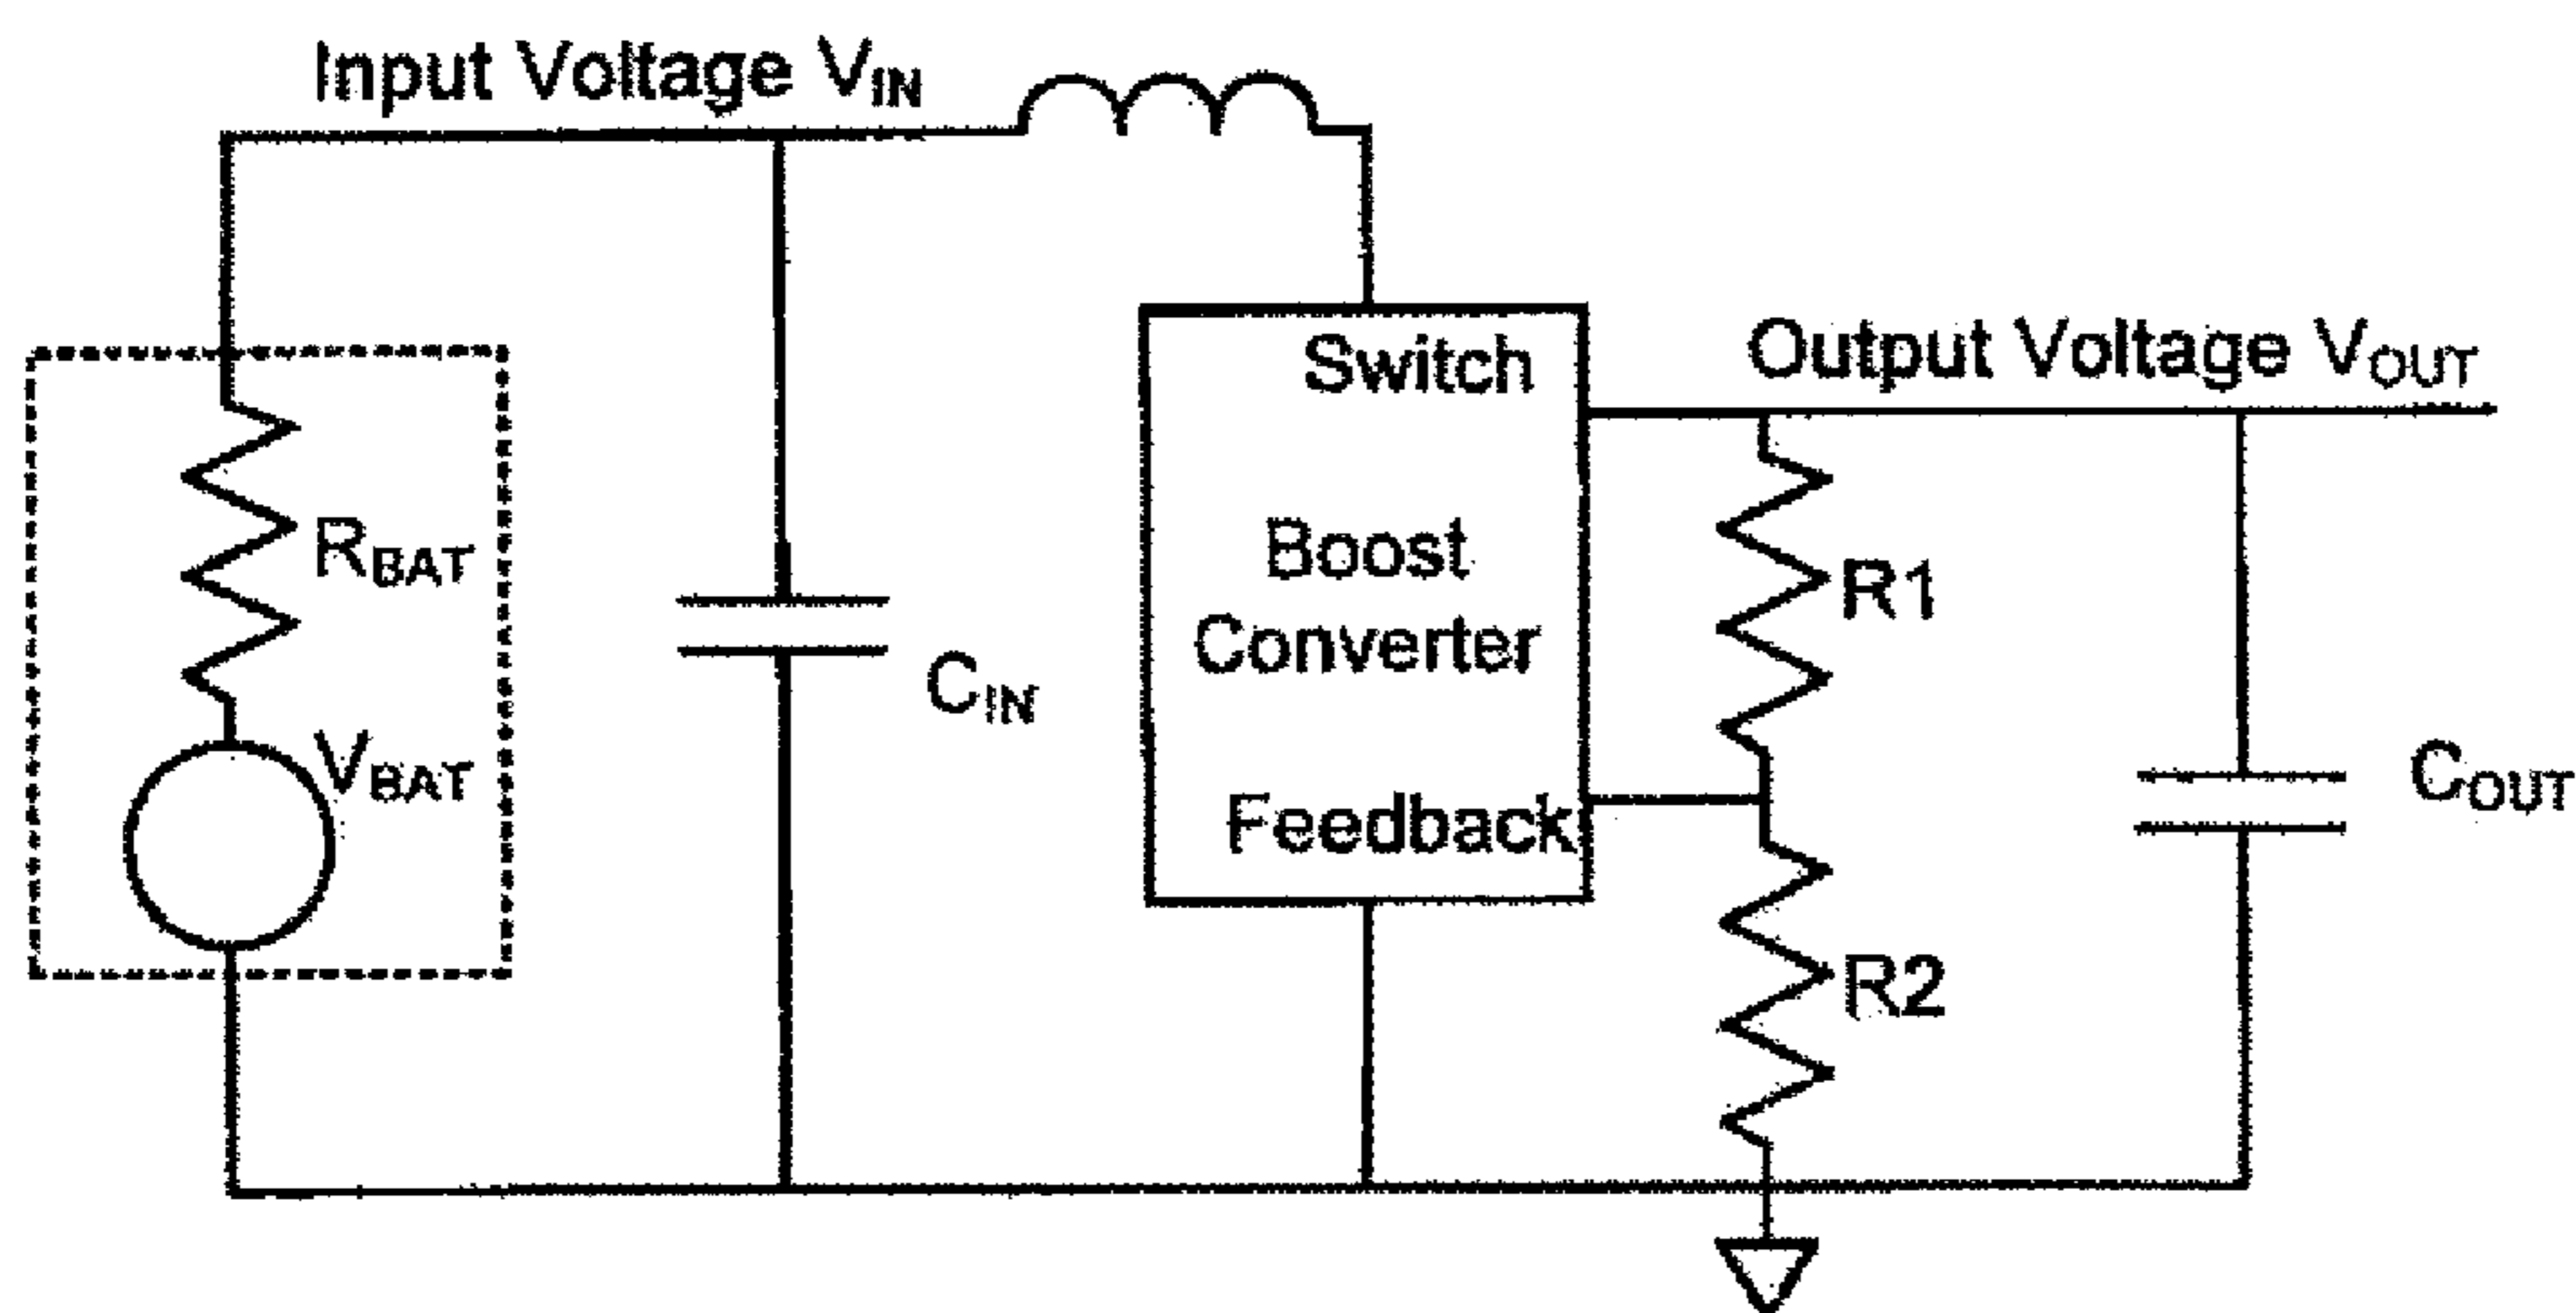 Input Voltage VIN
Switch
Output Voltage VOUT
RBAT
Boost
Converter
R1
CIN
VBAT
Feedback
COUT
R2